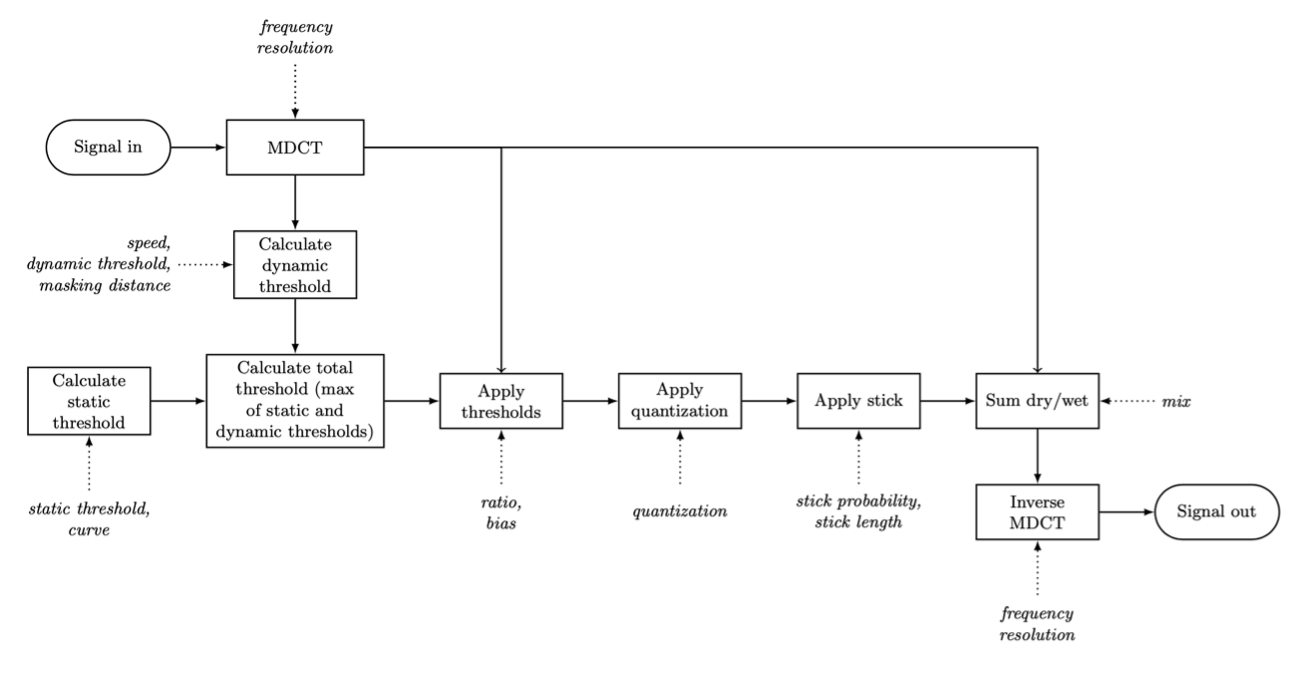 frequency
resolution
Signal in
MDCT
speed,
dynamic threshold,
masking distance
Calculate
dynamic
threshold
Calculate
static
threshold
Calculate total
threshold (max
of static and
dynamic thresholds)
Apply
thresholds
Apply
quantization
Apply stick
Sum dry/wet
mix
static threshold,
curve
ratio,
bias
quantization
stick probability,
stick length
Inverse
MDCT
Signal out
frequency
resolution